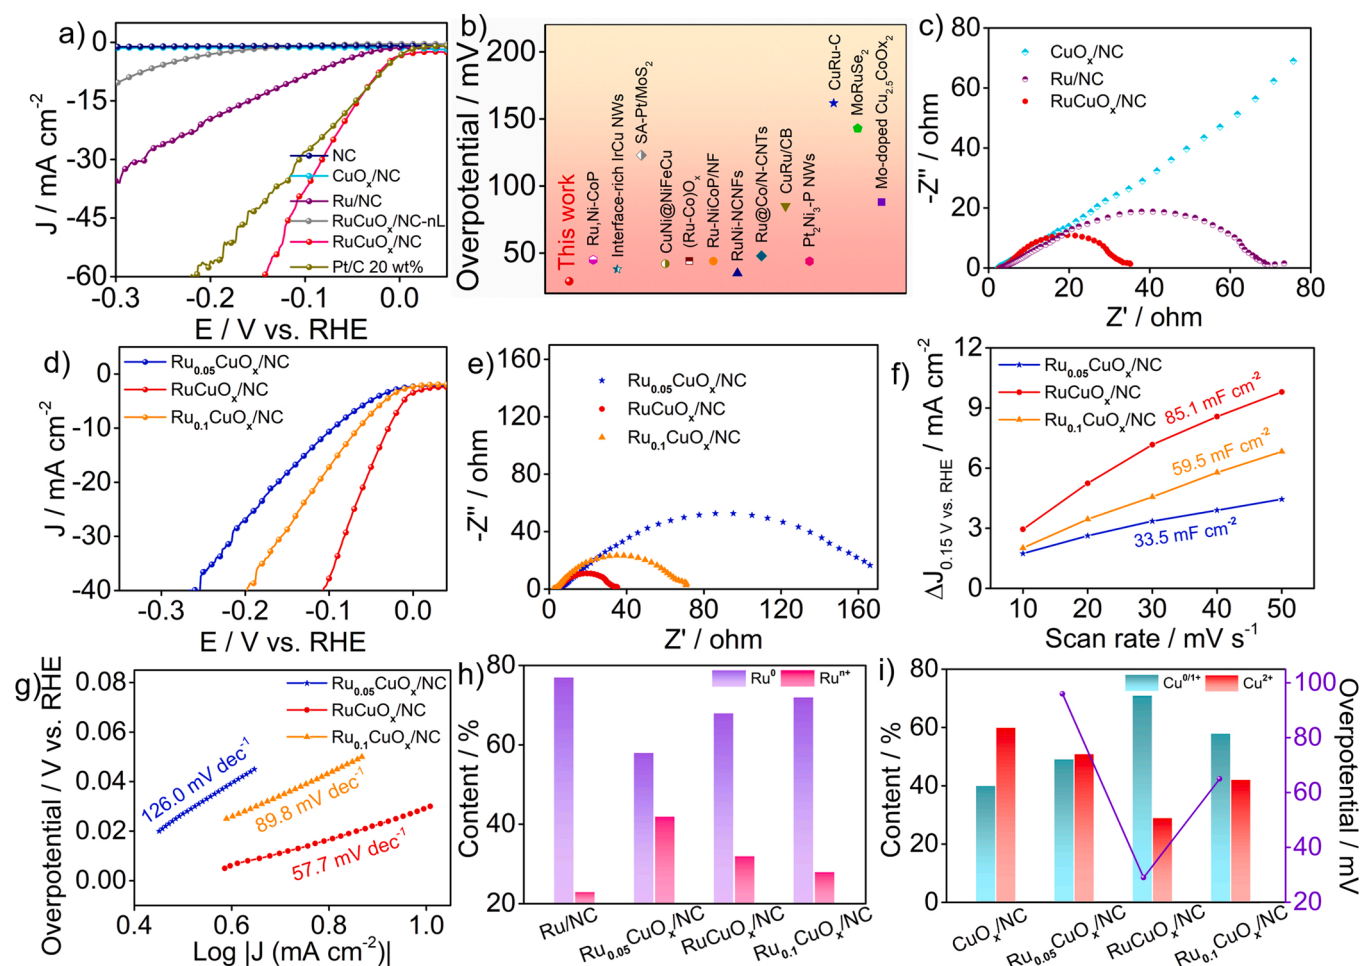 a)
0
-15
-30
-45
-60
J / mA cm⁻²
NC
CuOₓ/NC
Ru/NC
RuCuOₓ/NC-nL
RuCuOₓ/NC
Pt/C 20 wt%
-0.3
-0.2
-0.1
0.0
E / V vs. RHE
b)
200
150
100
50
Overpotential / mV
This work
Ru,Ni-CoP
Interface-rich IrCu NWs
SA-Pt/MoS₂
CuNi@NiFeCu
(Ru-Co)Oₓ
Ru-NiCoP/NF
RuNi-NCNFs
Ru@Co/N-CNTs
CuRu/CB
Pt₂Ni₃-P NWs
CuRu-C
MoRuSe₂
Mo-doped Cu₂.₅CoOx₂
c)
80
60
40
20
0
-Z'' / ohm
CuOₓ/NC
Ru/NC
RuCuOₓ/NC
0
20
40
60
80
Z' / ohm
d)
0
-10
-20
-30
-40
J / mA cm⁻²
Ru₀.₀₅CuOₓ/NC
RuCuOₓ/NC
Ru₀.₁CuOₓ/NC
-0.3
-0.2
-0.1
0.0
E / V vs. RHE
e)
160
120
80
40
0
-Z'' / ohm
Ru₀.₀₅CuOₓ/NC
RuCuOₓ/NC
Ru₀.₁CuOₓ/NC
0
40
80
120
160
Z' / ohm
f)
12
9
6
3
0
ΔJ₀.₁₅ V vs. RHE / mA cm⁻²
Ru₀.₀₅CuOₓ/NC
RuCuOₓ/NC
Ru₀.₁CuOₓ/NC
85.1 mF cm⁻²
59.5 mF cm⁻²
33.5 mF cm⁻²
10
20
30
40
50
Scan rate / mV s⁻¹
g)
0.08
0.06
0.04
0.02
0.00
Overpotential / V vs. RHE
Ru₀.₀₅CuOₓ/NC
RuCuOₓ/NC
Ru₀.₁CuOₓ/NC
126.0 mV dec⁻¹
89.8 mV dec⁻¹
57.7 mV dec⁻¹
0.4
0.6
0.8
1.0
Log |J (mA cm⁻²)|
h)
80
60
40
20
Content / %
Ru⁰
Ruⁿ⁺
Ru/NC
Ru₀.₀₅CuOₓ/NC
RuCuOₓ/NC
Ru₀.₁CuOₓ/NC
i)
80
60
40
20
0
Content / %
Cu⁰/¹⁺
Cu²⁺
100
90
80
70
60
50
40
30
20
Overpotential / mV
CuOₓ/NC
Ru₀.₀₅CuOₓ/NC
RuCuOₓ/NC
Ru₀.₁CuOₓ/NC